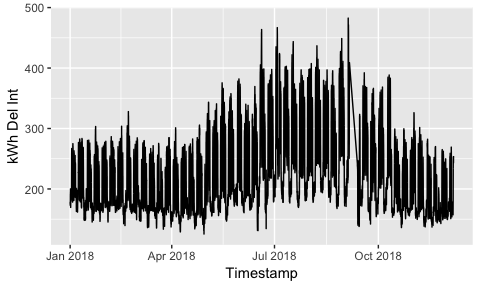 500
400
300
200
kWh Del Int
Jan 2018
Apr 2018
Jul 2018
Oct 2018
Timestamp